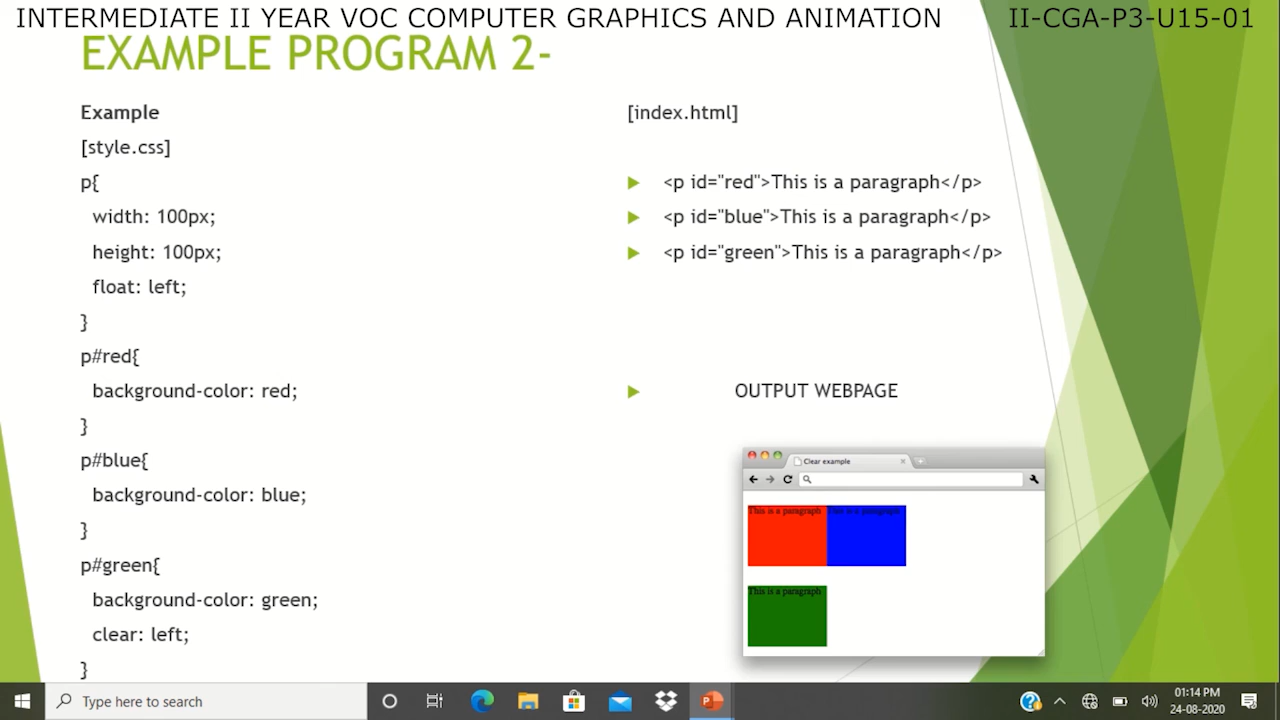 INTERMEDIATE II YEAR VOC COMPUTER GRAPHICS AND ANIMATION II-CGA-P3-U15-01
EXAMPLE PROGRAM 2-
Example
[style.css]
p{
width: 100px;
height: 100px;
float: left;
}
p#red{
background-color: red;
}
p#blue{
background-color: blue;
}
p#green{
background-color: green;
clear: left;
}
[index.html]
<p id="red">This is a paragraph</p>
<p id="blue">This is a paragraph</p>
<p id="green">This is a paragraph</p>
OUTPUT WEBPAGE
Clear example
This is a paragraph This is a paragraph
This is a paragraph
Type here to search
01:14 PM
24-08-2020